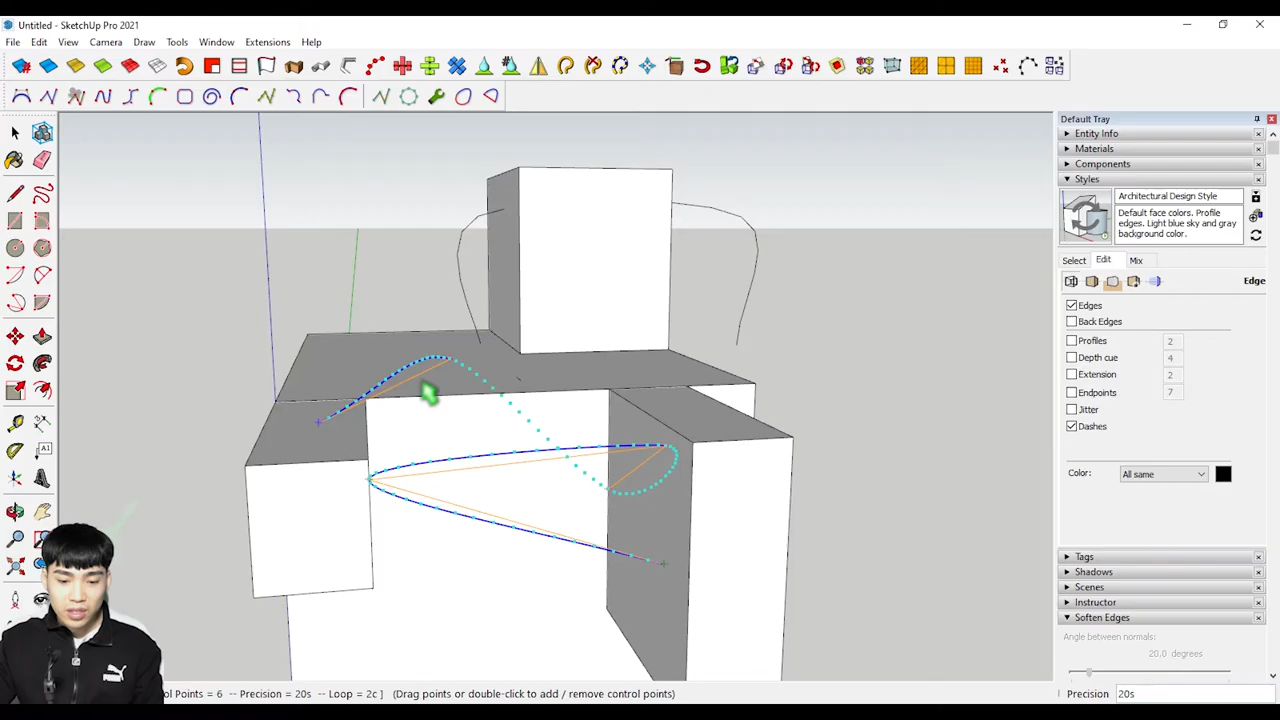 Untitled - SketchUp Pro 2021
File Edit View Camera Draw Tools Window Extensions Help
Default Tray
Entity Info
Materials
Components
Styles
Architectural Design Style
Default face colors. Profile
edges. Light blue sky and gray
background color.
Select Edit Mix
Edge
Edges
Back Edges
Profiles 2
Depth cue 4
Extension 2
Endpoints 7
Jitter
Dashes
Color: All same
Tags
Shadows
Scenes
Instructor
Soften Edges
Angle between normals:
20.0 degrees
A1
ol Points = 6 -- Precision = 20s -- Loop = 2c ] (Drag points or double-click to add / remove control points)
Precision 20s